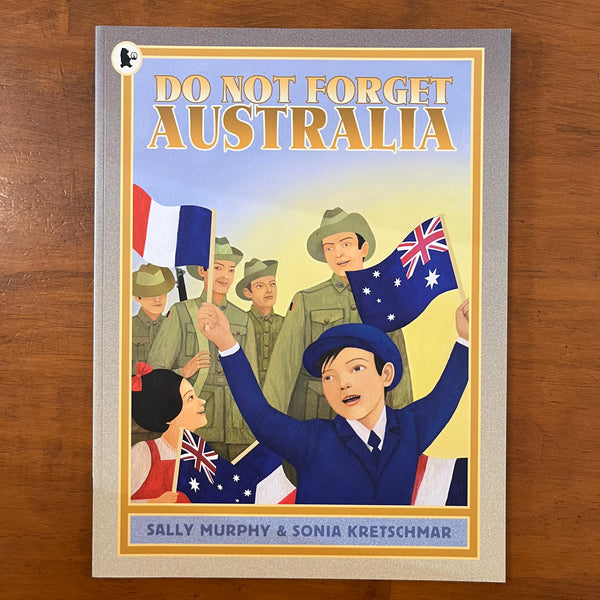 DO NOT FORGET
AUSTRALIA
SALLY MURPHY & SONIA KRETSCHMAR